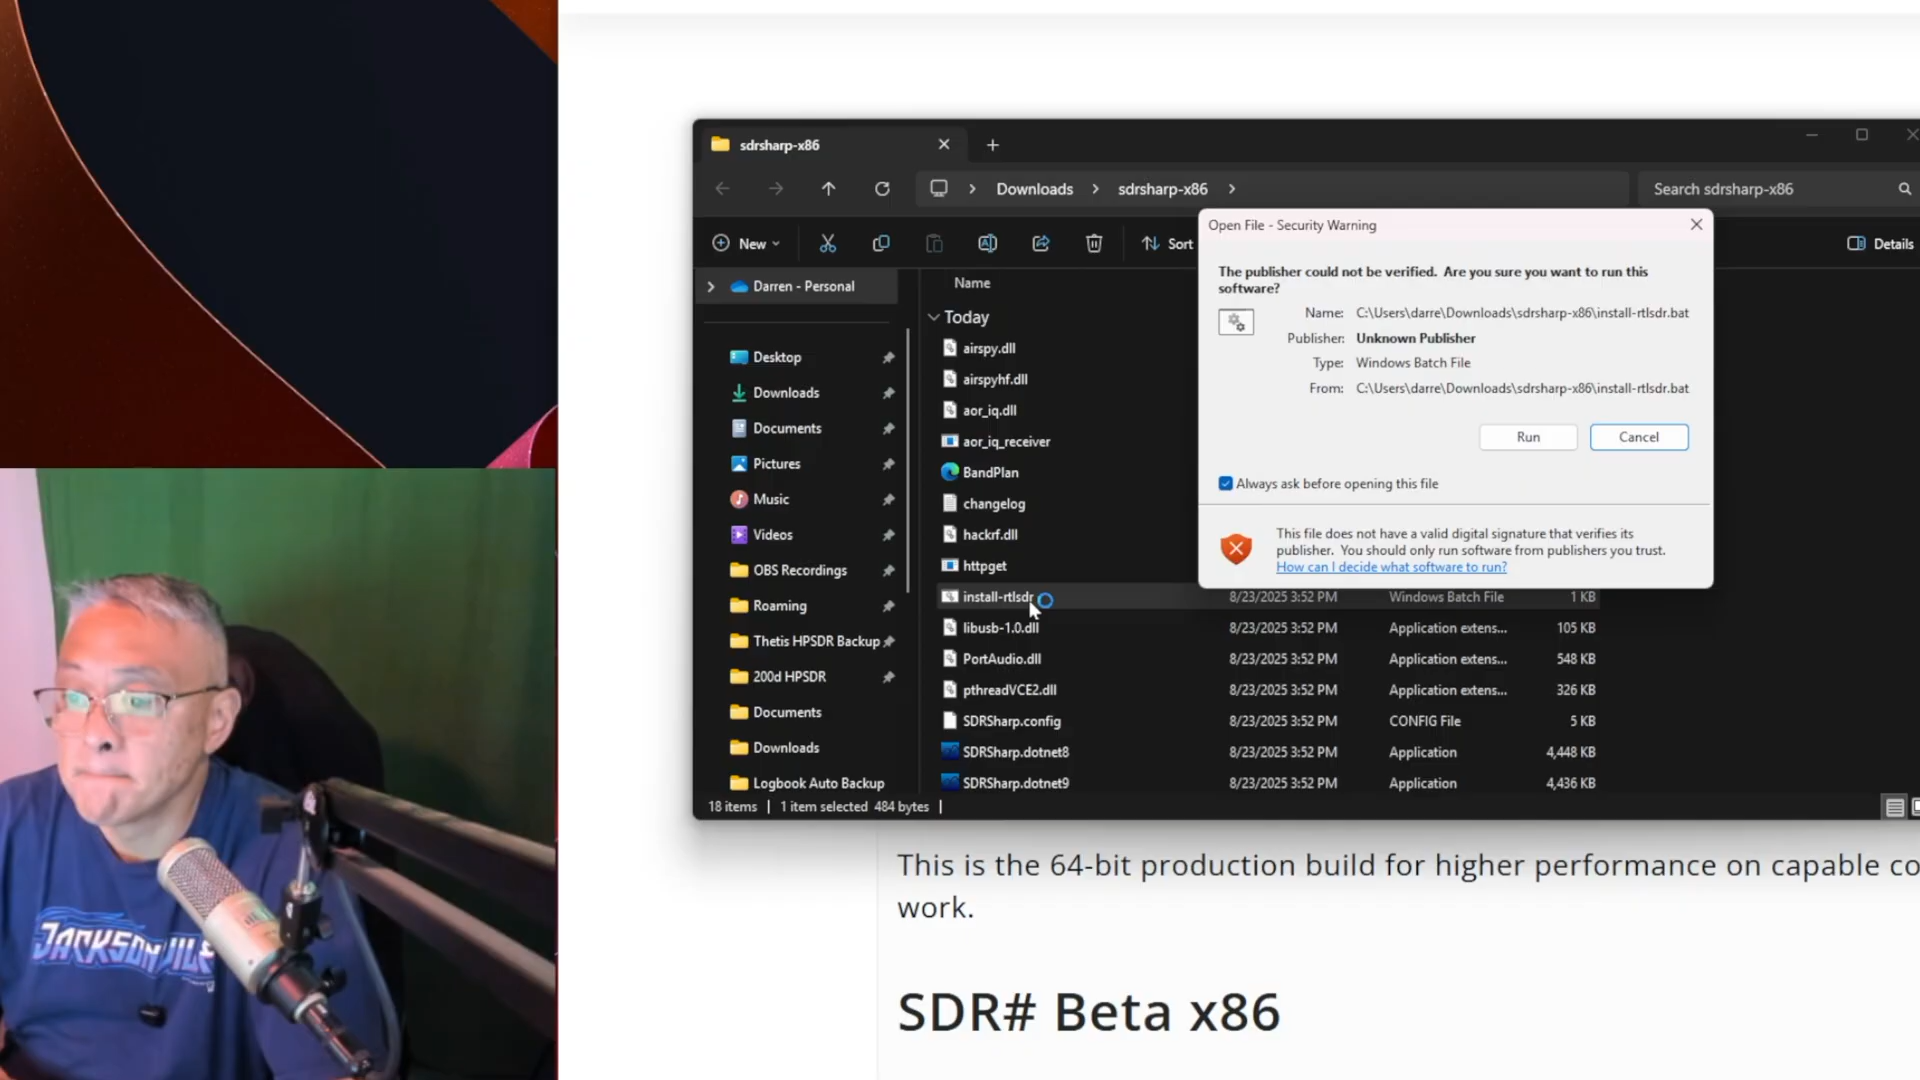 sdrsharp-x86
Downloads
sdrsharp-x86
Search sdrsharp-x86
New
Sort
Details
Darren - Personal
Desktop
Downloads
Documents
Pictures
Music
Videos
OBS Recordings
Roaming
Thetis HPSDR Backup
200d HPSDR
Documents
Downloads
Logbook Auto Backup
Name
Today
airspy.dll
airspyhf.dll
aor_iq.dll
aor_iq_receiver
BandPlan
changelog
hackrf.dll
httpget
install-rtlsdr 8/23/2025 3:52 PM Windows Batch File 1 KB
libusb-1.0.dll 8/23/2025 3:52 PM Application extens... 105 KB
PortAudio.dll 8/23/2025 3:52 PM Application extens... 548 KB
pthreadVCE2.dll 8/23/2025 3:52 PM Application extens... 326 KB
SDRSharp.config 8/23/2025 3:52 PM CONFIG File 5 KB
SDRSharp.dotnet8 8/23/2025 3:52 PM Application 4,448 KB
SDRSharp.dotnet9 8/23/2025 3:52 PM Application 4,436 KB
18 items | 1 item selected 484 bytes |
Open File - Security Warning
The publisher could not be verified. Are you sure you want to run this
software?
Name: C:\Users\darre\Downloads\sdrsharp-x86\install-rtlsdr.bat
Publisher: Unknown Publisher
Type: Windows Batch File
From: C:\Users\darre\Downloads\sdrsharp-x86\install-rtlsdr.bat
Run
Cancel
Always ask before opening this file
This file does not have a valid digital signature that verifies its
publisher. You should only run software from publishers you trust.
How can I decide what software to run?
This is the 64-bit production build for higher performance on capable co
work.
SDR# Beta x86
JACKSONVILLE